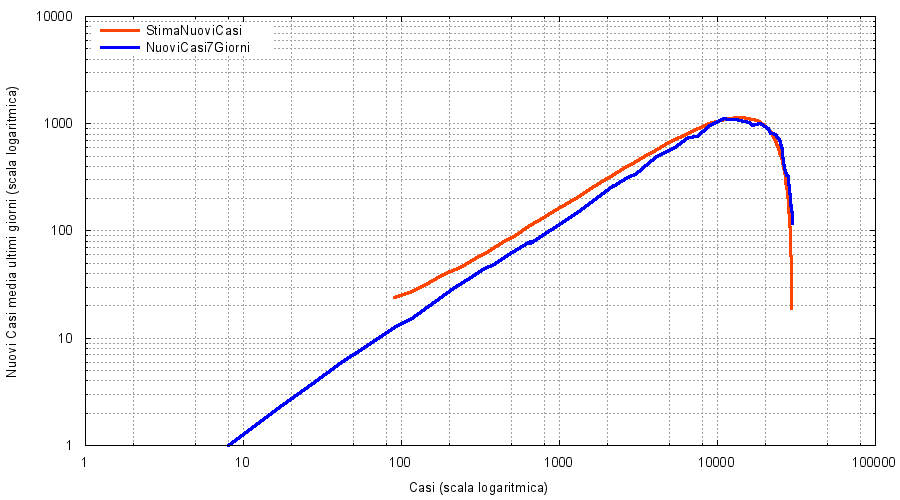 10000
StimaNuoviCasi
NuoviCasi7Giorni
1000
100
10
1
Nuovi Casi media ultimi giorni (scala logaritmica)
1 10 100 1000 10000 100000
Casi (scala logaritmica)